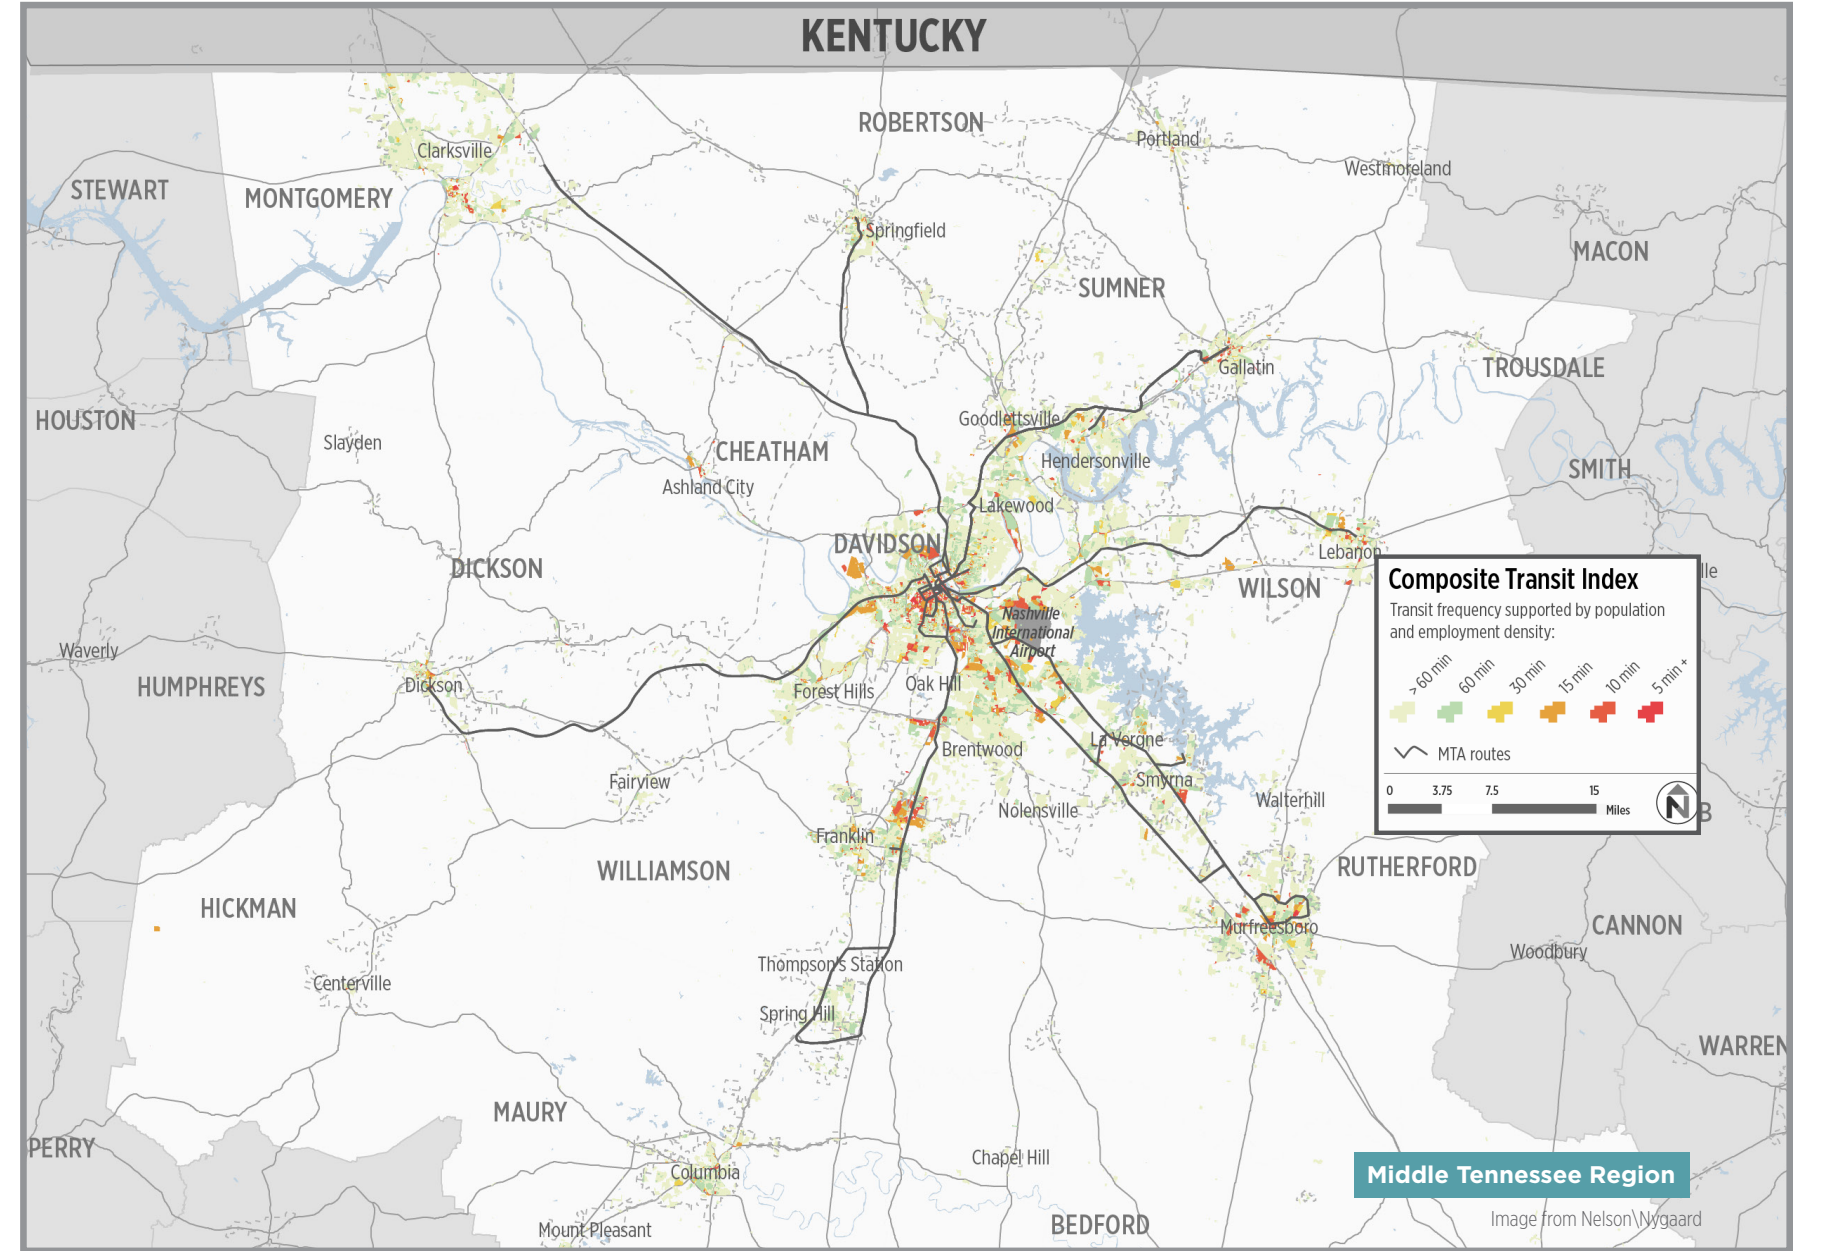 KENTUCKY
ROBERTSON
Portland
Clarksville
Westmoreland
STEWART
MONTGOMERY
Springfield
MACON
SUMNER
Gallatin
TROUSDALE
HOUSTON
Goodlettsville
Slayden
CHEATHAM
Hendersonville
SMITH
Ashland City
Lakewood
DAVIDSON
Lebanon
DICKSON
WILSON
Nashville
International
Airport
Waverly
HUMPHREYS
Dickson
Forest Hills
Oak Hill
Brentwood
La Vergne
Fairview
Smyrna
Walterhill
Nolensville
Franklin
WILLIAMSON
RUTHERFORD
HICKMAN
Murfreesboro
CANNON
Woodbury
Thompson's Station
Centerville
Spring Hill
WARREN
MAURY
PERRY
Chapel Hill
Columbia
Mount Pleasant
BEDFORD
lle
B
Composite Transit Index
Transit frequency supported by population
and employment density:
> 60 min
60 min
30 min
15 min
10 min
5 min +
MTA routes
0 3.75 7.5 15
Miles
N
Middle Tennessee Region
Image from Nelson\Nygaard